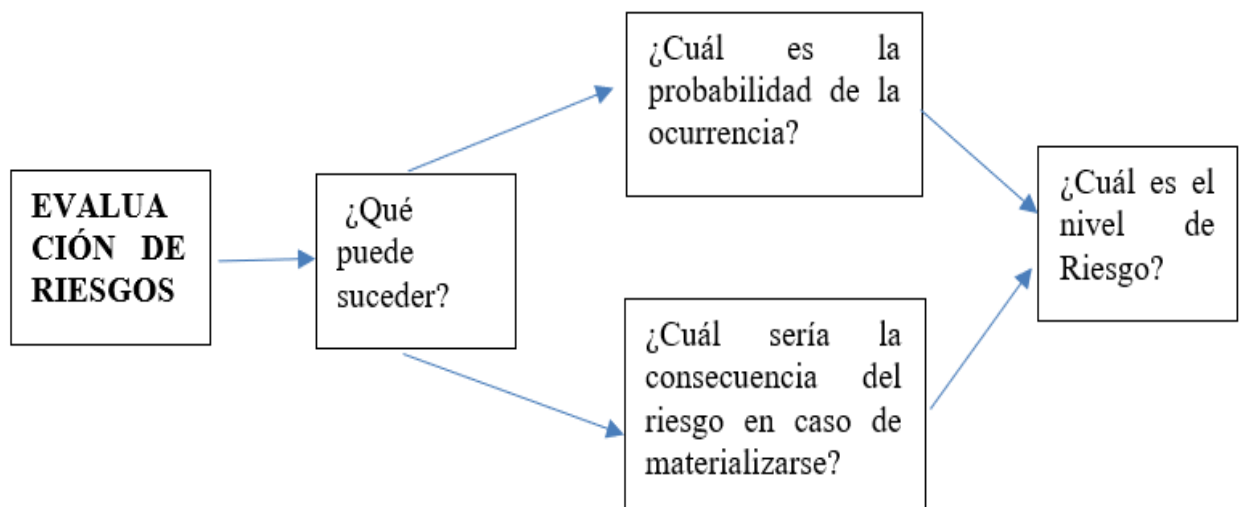 EVALUA
CIÓN DE
RIESGOS
¿Qué
puede
suceder?
¿Cuál es la
probabilidad de la
ocurrencia?
¿Cuál sería la
consecuencia del
riesgo en caso de
materializarse?
¿Cuál es el
nivel de
Riesgo?